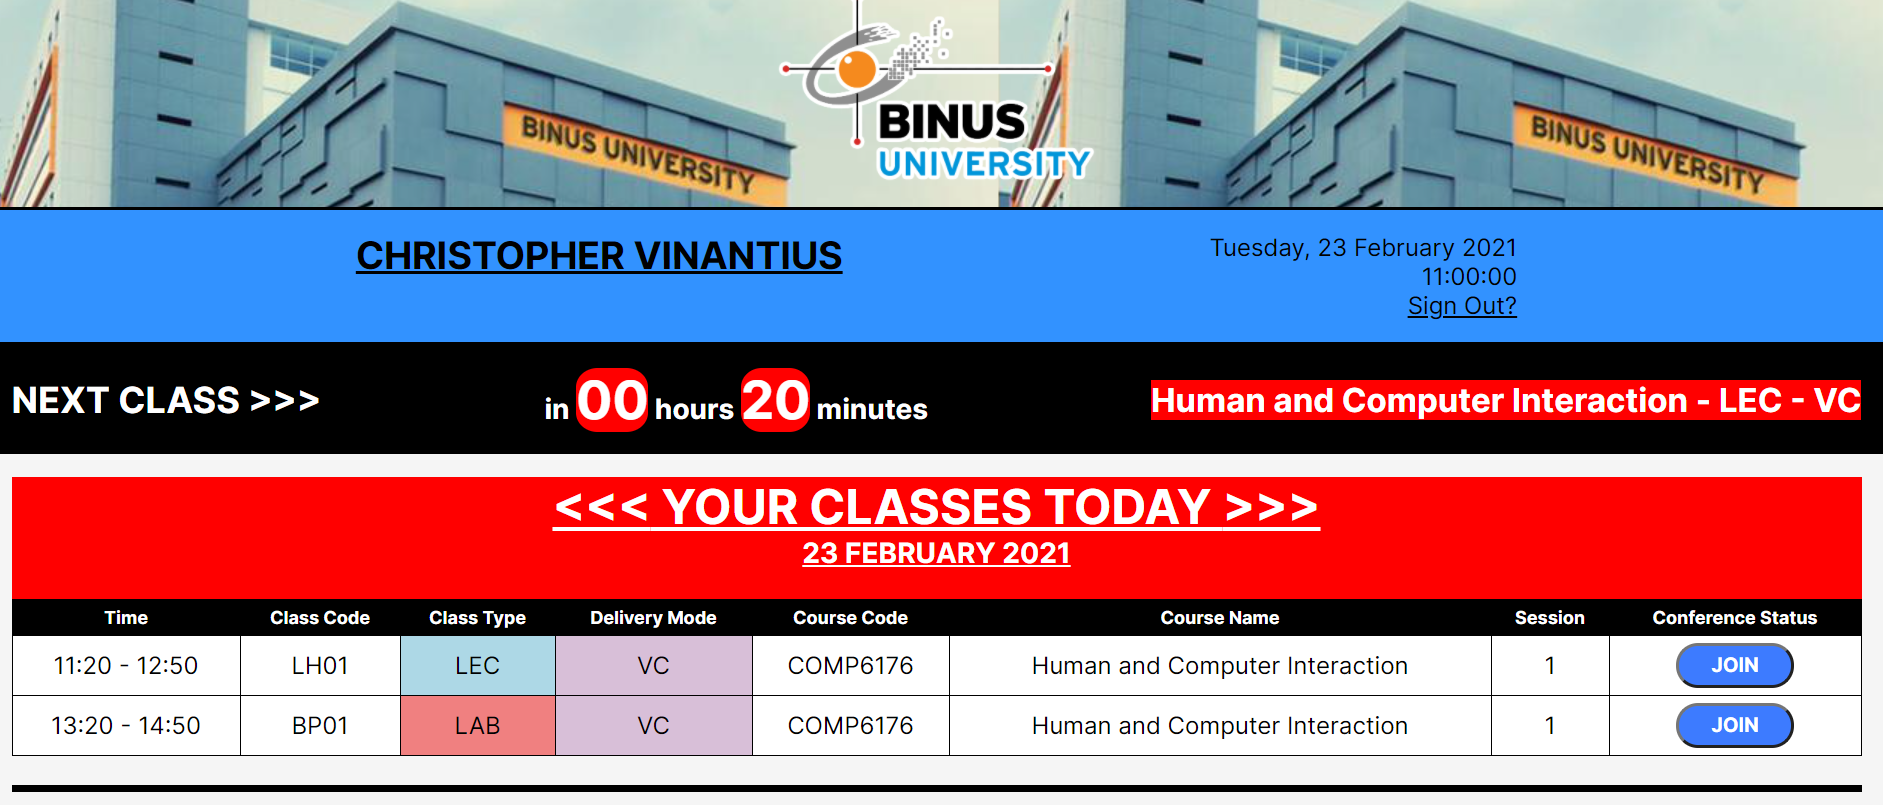 BINUS UNIVERSITY
BINUS
UNIVERSITY
BINUS UNIVERSITY
CHRISTOPHER VINANTIUS
Tuesday, 23 February 2021
11:00:00
Sign Out?
NEXT CLASS >>> in 00 hours 20 minutes Human and Computer Interaction - LEC - VC
<<< YOUR CLASSES TODAY >>>
23 FEBRUARY 2021
Time Class Code Class Type Delivery Mode Course Code Course Name Session Conference Status
11:20 - 12:50 LH01 LEC VC COMP6176 Human and Computer Interaction 1 JOIN
13:20 - 14:50 BP01 LAB VC COMP6176 Human and Computer Interaction 1 JOIN